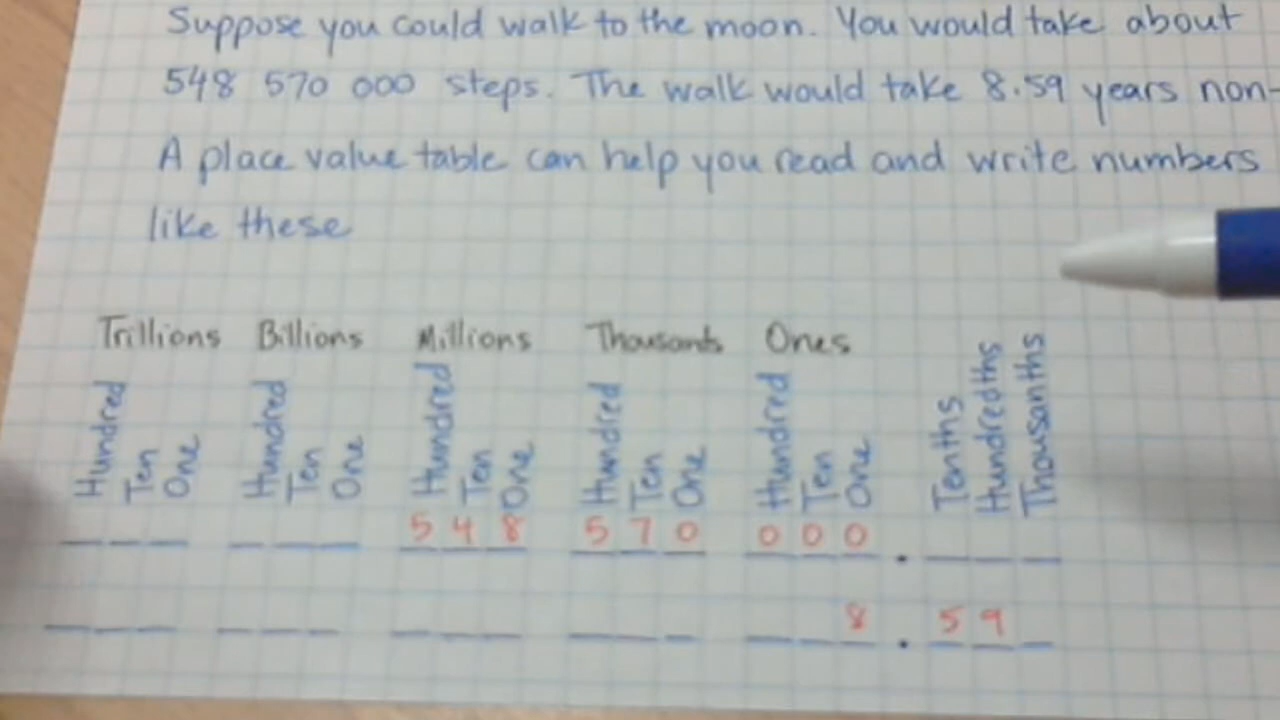 Suppose you could walk to the moon. You would take about
548 570 000 steps. The walk would take 8.59 years non-
A place value table can help you read and write numbers
like these
Trillions Billions Millions Thousants Ones
Hundred Ten One Hundred Ten One Hundred Ten One Hundred Ten One Hundred Ten One Tenths Hundredths Thousanths
5 4 8 5 7 0 0 0 0 .
8 . 5 9